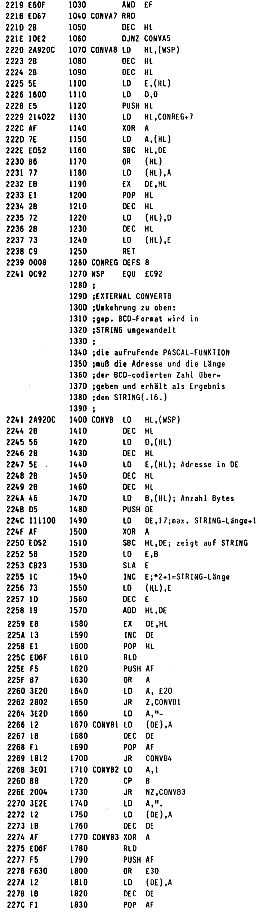 2219 E60F 1030 AND £F
221B ED67 1040 CONVA7 RRD
221D 2B 1050 DEC HL
221E 10E2 1060 DJNZ CONVA5
2220 2A920C 1070 CONVA8 LD HL,(WSP)
2223 2B 1080 DEC HL
2224 2B 1090 DEC HL
2225 5E 1100 LD E,(HL)
2226 1600 1110 LD D,0
2228 E5 1120 PUSH HL
2229 214022 1130 LD HL,CONREG+7
222C AF 1140 XOR A
222D 7E 1150 LD A,(HL)
222E ED52 1160 SBC HL,DE
2230 B6 1170 OR (HL)
2231 77 1180 LD (HL),A
2232 EB 1190 EX DE,HL
2233 E1 1200 POP HL
2234 2B 1210 DEC HL
2235 72 1220 LD (HL),D
2236 2B 1230 DEC HL
2237 73 1240 LD (HL),E
2238 C9 1250 RET
2239 0008 1260 CONREG DEFS 8
2241 0C92 1270 WSP EQU £C92
1280 ;
1290 ;EXTERNAL CONVERTB
1300 ;Umkehrung zu oben:
1310 ;gep. BCD-Format wird in
1320 ;STRING umgewandelt
1330 ;
1340 ;die aufrufende PASCAL-FUNKTION
1350 ;muß die Adresse und die Länge
1360 ;der BCD-codierten Zahl über-
1370 ;geben und erhält als Ergebnis
1380 ;den STRING(.16.)
1390 ;
2241 2A920C 1400 CONVB LD HL,(WSP)
2244 2B 1410 DEC HL
2245 56 1420 LD D,(HL)
2246 2B 1430 DEC HL
2247 5E 1440 LD E,(HL); Adresse in DE
2248 2B 1450 DEC HL
2249 2B 1460 DEC HL
224A 46 1470 LD B,(HL); Anzahl Bytes
224B D5 1480 PUSH DE
224C 111100 1490 LD DE,17;max. STRING-Länge+1
224F AF 1500 XOR A
2250 ED52 1510 SBC HL,DE; zeigt auf STRING
2252 58 1520 LD E,B
2253 CB23 1530 SLA E
2255 1C 1540 INC E;*2+1=STRING-Länge
2256 73 1550 LD (HL),E
2257 1D 1560 DEC E
2258 19 1570 ADD HL,DE
2259 EB 1580 EX DE,HL
225A 13 1590 INC DE
225B E1 1600 POP HL
225C ED6F 1610 RLD
225E F5 1620 PUSH AF
225F B7 1630 OR A
2260 3E20 1640 LD A, £20
2262 2802 1650 JR Z,CONVB1
2264 3E2D 1660 LD A,"-
2266 12 1670 CONVB1 LD (DE),A
2267 1B 1680 DEC DE
2268 F1 1690 POP AF
2269 1812 1700 JR CONVB4
226B 3E01 1710 CONVB2 LD A,1
226D B8 1720 CP B
226E 2004 1730 JR NZ,CONVB3
2270 3E2E 1740 LD A,".
2272 12 1750 LD (DE),A
2273 1B 1760 DEC DE
2274 AF 1770 CONVB3 XOR A
2275 ED6F 1780 RLD
2277 F5 1790 PUSH AF
2278 F630 1800 OR £30
227A 12 1810 LD (DE),A
227B 1B 1820 DEC DE
227C F1 1830 POP AF